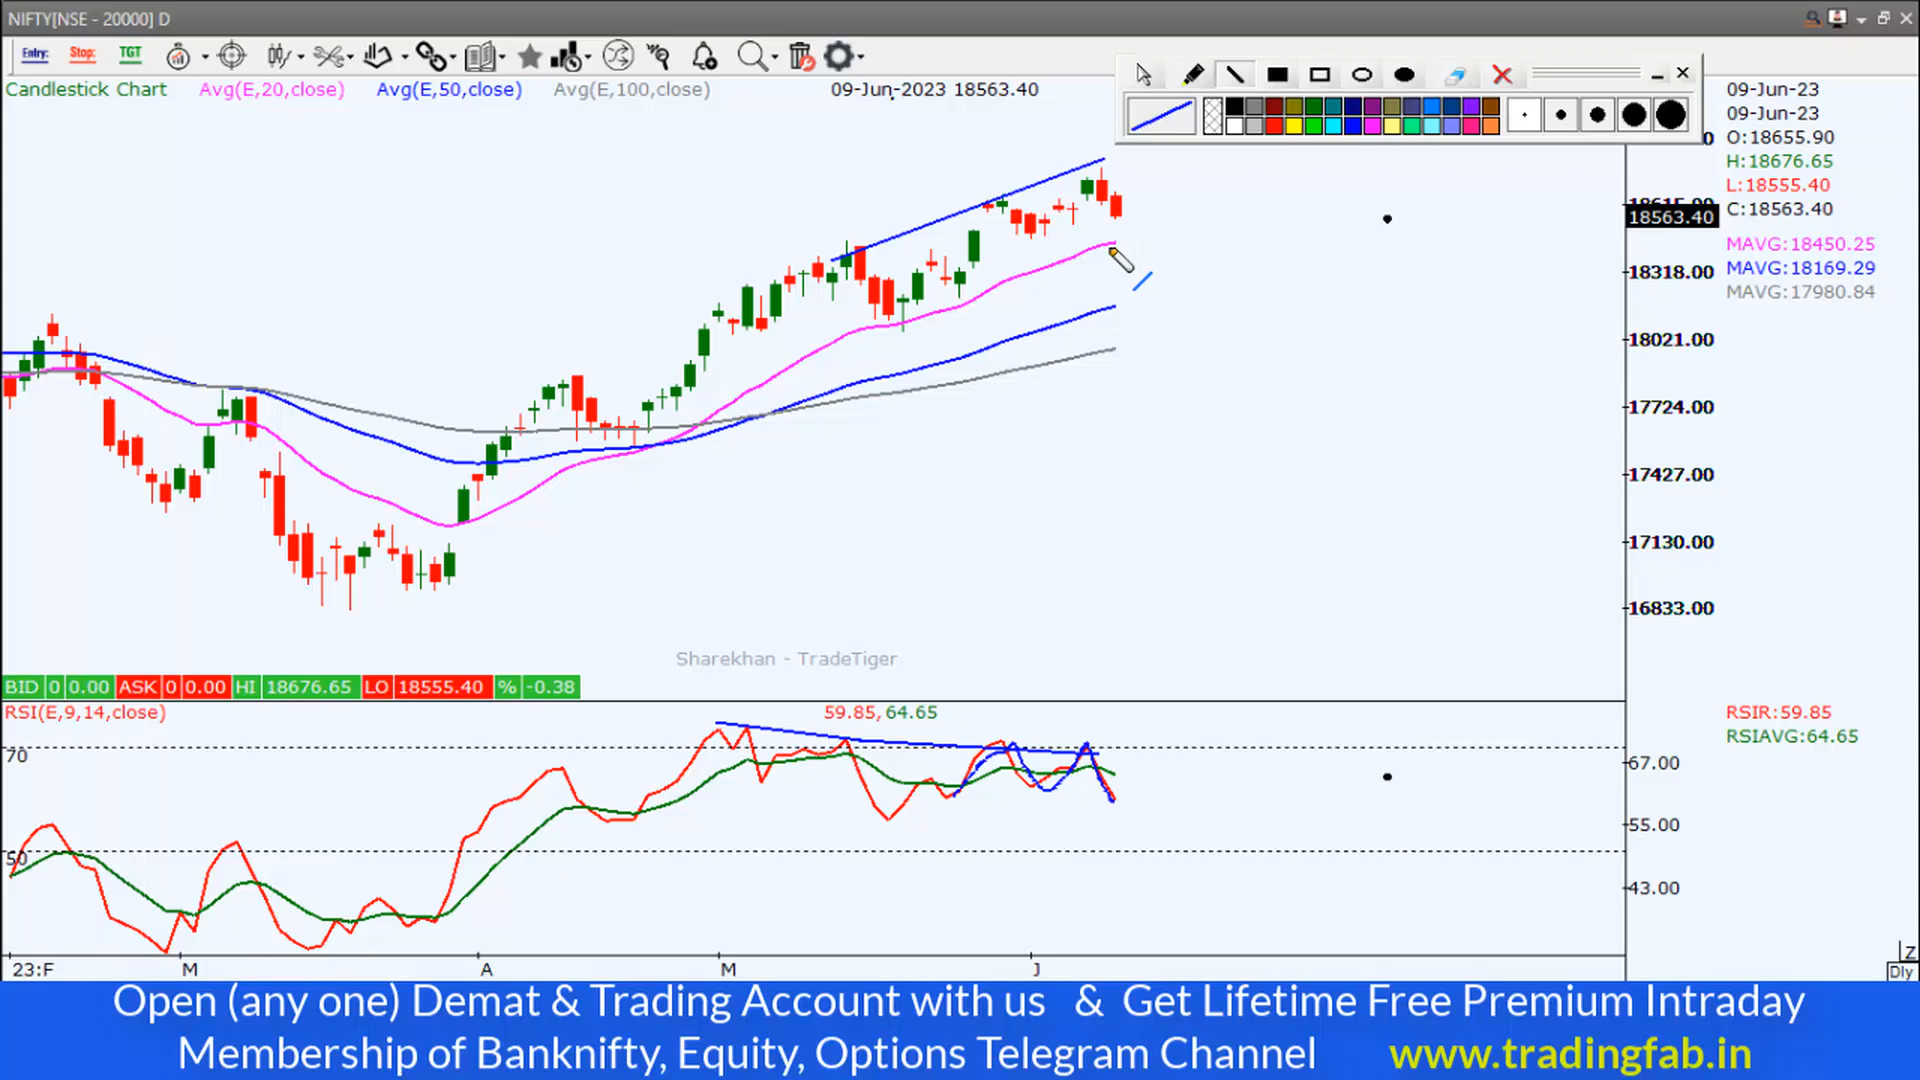 NIFTY[NSE - 20000] D
Entry: Stop: TGT
Candlestick Chart Avg(E,20,close) Avg(E,50,close) Avg(E,100,close) 09-Jun-2023 18563.40
09-Jun-23
09-Jun-23
O:18655.90
H:18676.65
L:18555.40
C:18563.40
MAVG:18450.25
MAVG:18169.29
MAVG:17980.84
18563.40
18318.00
18021.00
17724.00
17427.00
17130.00
16833.00
Sharekhan - TradeTiger
BID 0 0.00 ASK 0 0.00 HI 18676.65 LO 18555.40 % -0.38
RSI(E,9,14,close) 59.85, 64.65
RSIR:59.85
RSIAVG:64.65
70
67.00
55.00
50
43.00
23:F M A M J
Z
Dly
Open (any one) Demat & Trading Account with us & Get Lifetime Free Premium Intraday
Membership of Banknifty, Equity, Options Telegram Channel www.tradingfab.in